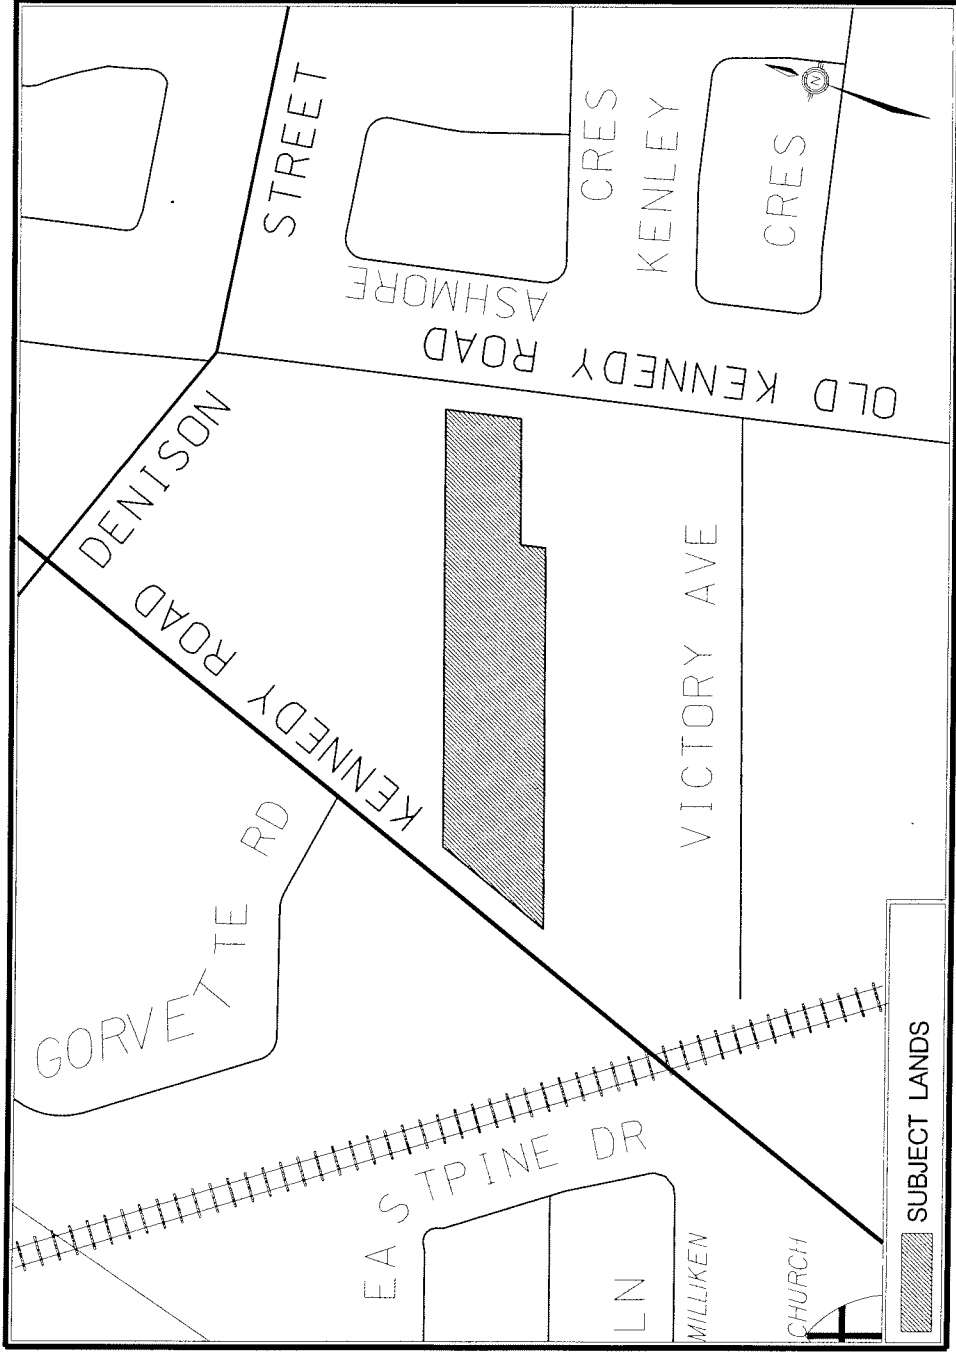 GORVETTE RD
KENNEDY ROAD
DENISON STREET
EASTPINE DR
LN
MILLIKEN
CHURCH
VICTORY AVE
OLD KENNEDY ROAD
ASHMORE
CRES
KENLEY
CRES
N
SUBJECT LANDS